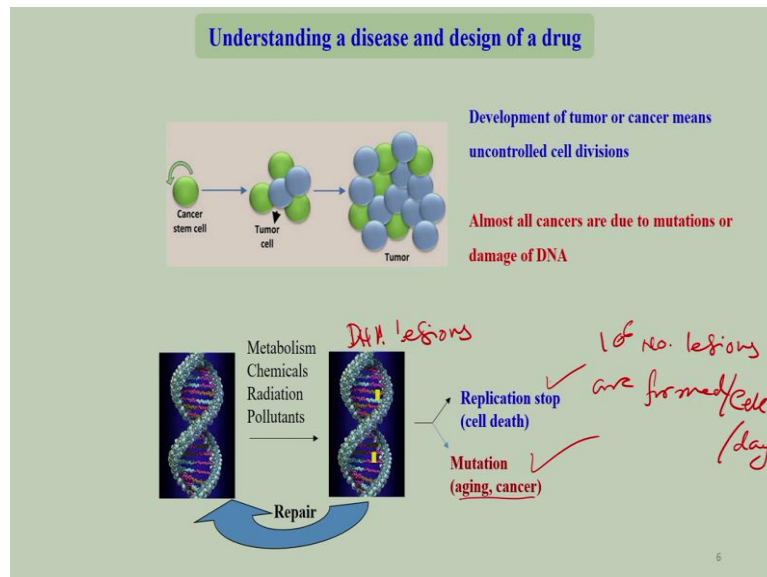 Understanding a disease and design of a drug
Development of tumor or cancer means
uncontrolled cell divisions
Cancer
stem cell
Tumor
cell
Tumor
Almost all cancers are due to mutations or
damage of DNA
DNA lesions
Metabolism
Chemicals
Radiation
Pollutants
Replication stop
(cell death)
Mutation
(aging, cancer)
Repair
No. lesions
are formed/cell
/day
6